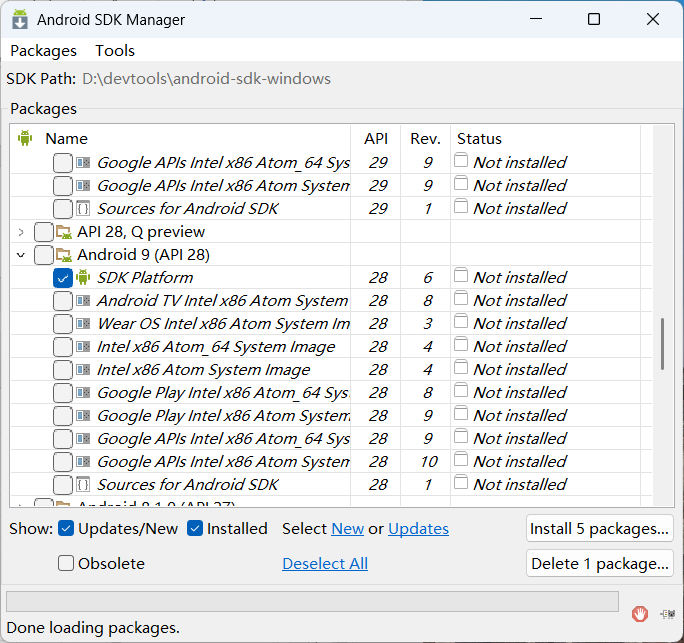 Android SDK Manager
Packages Tools
SDK Path: D:\devtools\android-sdk-windows
Packages
Name API Rev. Status
Google APIs Intel x86 Atom_64 Sys 29 9 Not installed
Google APIs Intel x86 Atom System 29 9 Not installed
Sources for Android SDK 29 1 Not installed
API 28, Q preview
Android 9 (API 28)
SDK Platform 28 6 Not installed
Android TV Intel x86 Atom System 28 8 Not installed
Wear OS Intel x86 Atom System Im 28 3 Not installed
Intel x86 Atom_64 System Image 28 4 Not installed
Intel x86 Atom System Image 28 4 Not installed
Google Play Intel x86 Atom_64 Sys 28 8 Not installed
Google Play Intel x86 Atom System 28 9 Not installed
Google APIs Intel x86 Atom_64 Sys 28 9 Not installed
Google APIs Intel x86 Atom System 28 10 Not installed
Sources for Android SDK 28 1 Not installed
Android 8.1.0 (API 27)
Show: Updates/New Installed Select New or Updates Install 5 packages...
Obsolete Deselect All Delete 1 package...
Done loading packages.